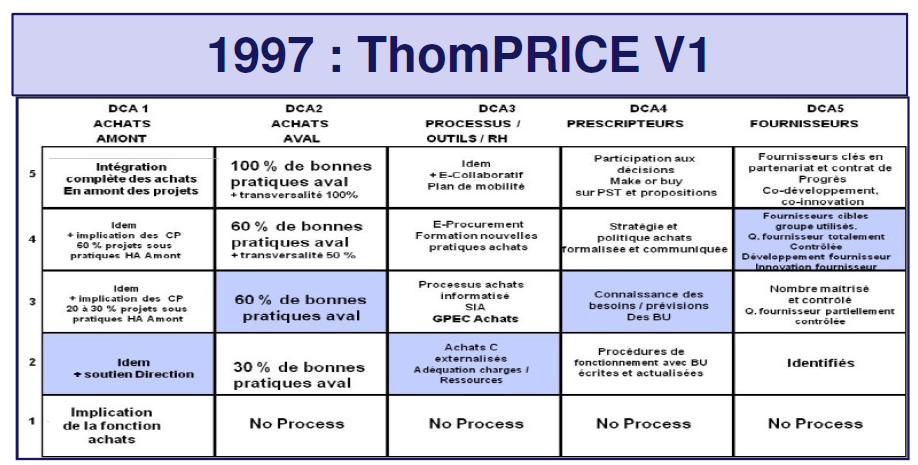 1997 : ThomPRICE V1
DCA 1
ACHATS
AMONT
DCA2
ACHATS
AVAL
DCA3
PROCESSUS /
OUTILS / RH
DCA4
PRESCRIPTEURS
DCA5
FOURNISSEURS
5
Intégration
complète des achats
En amont des projets
100 % de bonnes
pratiques aval
+ transversalité 100%
Idem
+ E-Collaboratif
Plan de mobilité
Participation aux
décisions
Make or buy
sur PST et propositions
Fournisseurs clés en
partenariat et contrat de
Progrès
Co-développement,
co-innovation
4
Idem
+ implication des CP
60 % projets sous
pratiques HA Amont
60 % de bonnes
pratiques aval
+ transversalité 50 %
E-Procurement
Formation nouvelles
pratiques achats
Stratégie et
politique achats
formalisée et communiquée
Fournisseurs cibles
groupe utilisés.
Q. fournisseur totalement
Contrôlée
Développement fournisseur
Innovation fournisseur
3
Idem
+ implication des CP
20 à 30 % projets sous
pratiques HA Amont
60 % de bonnes
pratiques aval
Processus achats
informatisé
SIA
GPEC Achats
Connaissance des
besoins / prévisions
Des BU
Nombre maîtrisé
et contrôlé
Q. fournisseur partiellement
contrôlée
2
Idem
+ soutien Direction
30 % de bonnes
pratiques aval
Achats C
externalisés
Adéquation charges /
Ressources
Procédures de
fonctionnement avec BU
écrites et actualisées
Identifiés
1
Implication
de la fonction
achats
No Process
No Process
No Process
No Process